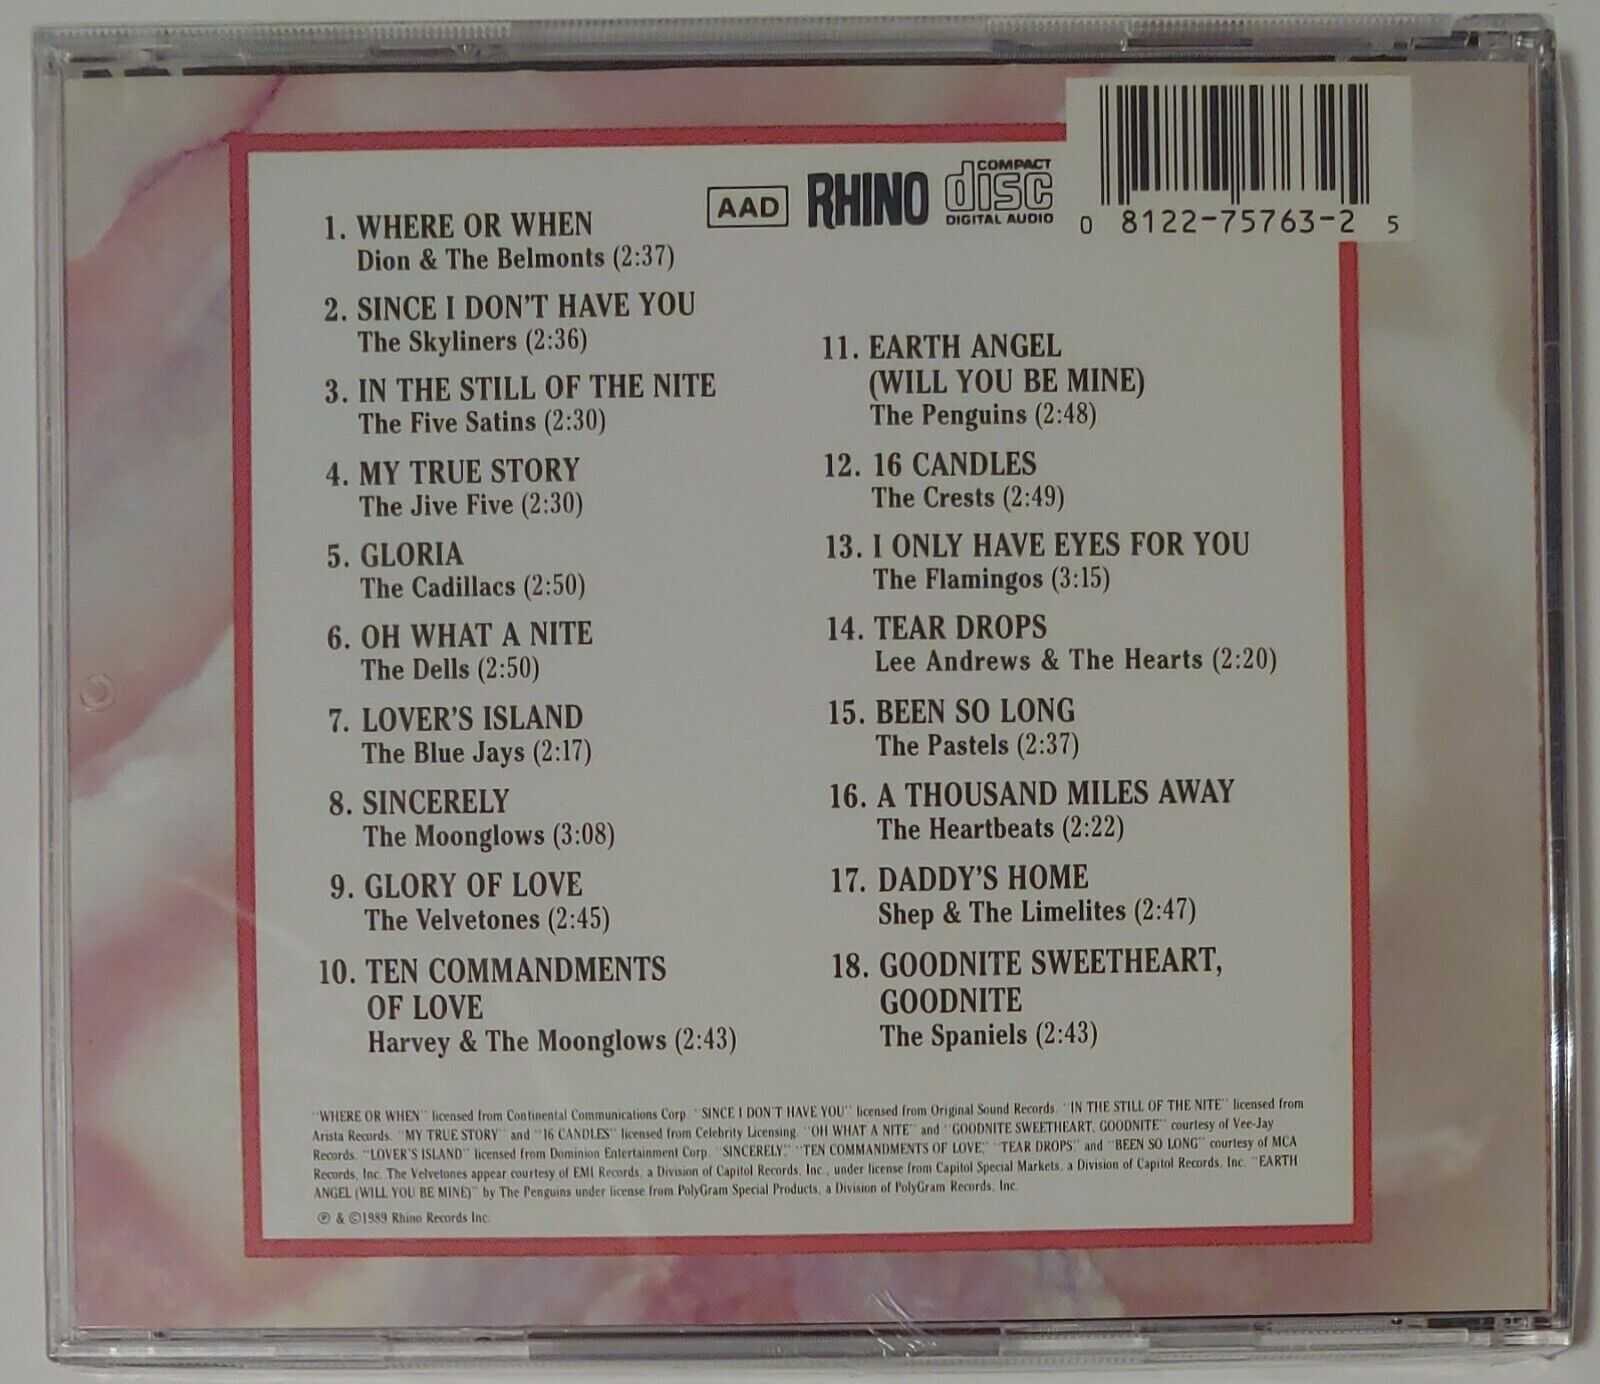 AAD
RHINO
COMPACT
disc
DIGITAL AUDIO
0 81 22-75763-2 5
1. WHERE OR WHEN
Dion & The Belmonts (2:37)
2. SINCE I DON'T HAVE YOU
The Skyliners (2:36)
3. IN THE STILL OF THE NITE
The Five Satins (2:30)
4. MY TRUE STORY
The Jive Five (2:30)
5. GLORIA
The Cadillacs (2:50)
6. OH WHAT A NITE
The Dells (2:50)
7. LOVER'S ISLAND
The Blue Jays (2:17)
8. SINCERELY
The Moonglows (3:08)
9. GLORY OF LOVE
The Velvetones (2:45)
10. TEN COMMANDMENTS
OF LOVE
Harvey & The Moonglows (2:43)
11. EARTH ANGEL
(WILL YOU BE MINE)
The Penguins (2:48)
12. 16 CANDLES
The Crests (2:49)
13. I ONLY HAVE EYES FOR YOU
The Flamingos (3:15)
14. TEAR DROPS
Lee Andrews & The Hearts (2:20)
15. BEEN SO LONG
The Pastels (2:37)
16. A THOUSAND MILES AWAY
The Heartbeats (2:22)
17. DADDY'S HOME
Shep & The Limelites (2:47)
18. GOODNITE SWEETHEART,
GOODNITE
The Spaniels (2:43)
"WHERE OR WHEN" licensed from Continental Communications Corp. "SINCE I DON'T HAVE YOU" licensed from Original Sound Records. "IN THE STILL OF THE NITE" licensed from
Arista Records. "MY TRUE STORY" and "16 CANDLES" licensed from Celebrity Licensing. "OH WHAT A NITE" and "GOODNITE SWEETHEART, GOODNITE" courtesy of Vee-Jay
Records. "LOVER'S ISLAND" licensed from Dominion Entertainment Corp. "SINCERELY," "TEN COMMANDMENTS OF LOVE," "TEAR DROPS," and "BEEN SO LONG" courtesy of MCA
Records, Inc. The Velvetones appear courtesy of EMI Records, a Division of Capitol Records, Inc., under license from Capitol Special Markets, a Division of Capitol Records, Inc. "EARTH
ANGEL (WILL YOU BE MINE)" by The Penguins under license from PolyGram Special Products, a Division of PolyGram Records, Inc.
℗ & ©1989 Rhino Records Inc.